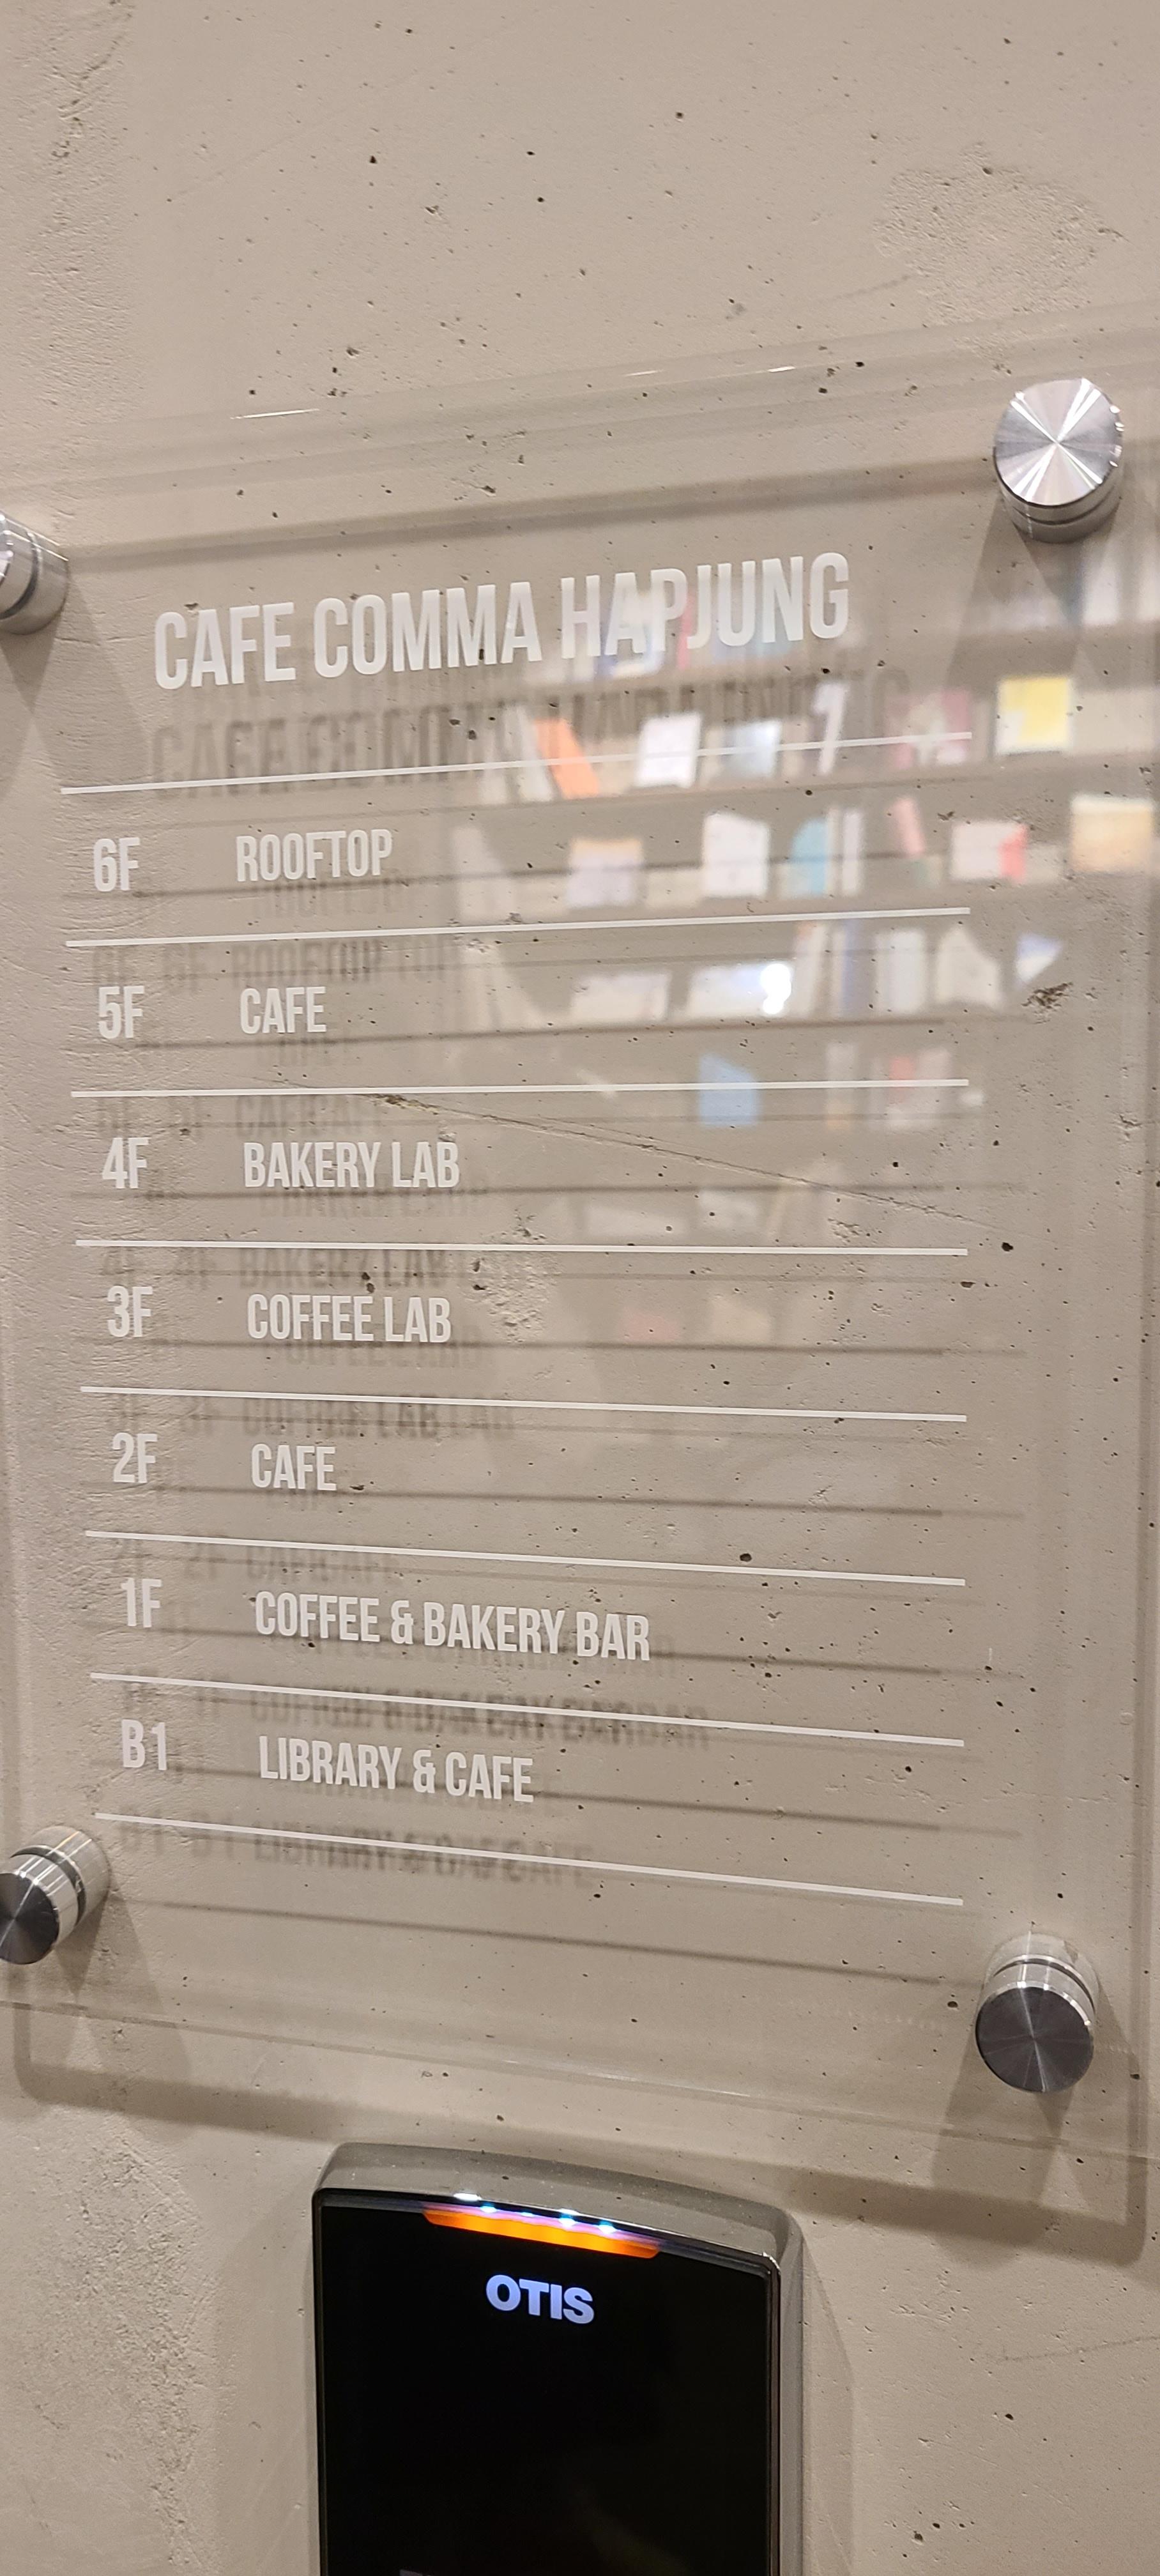 CAFE COMMA HAPJUNG
6F ROOFTOP
5F CAFE
4F BAKERY LAB
3F COFFEE LAB
2F CAFE
1F COFFEE & BAKERY BAR
B1 LIBRARY & CAFE
OTIS